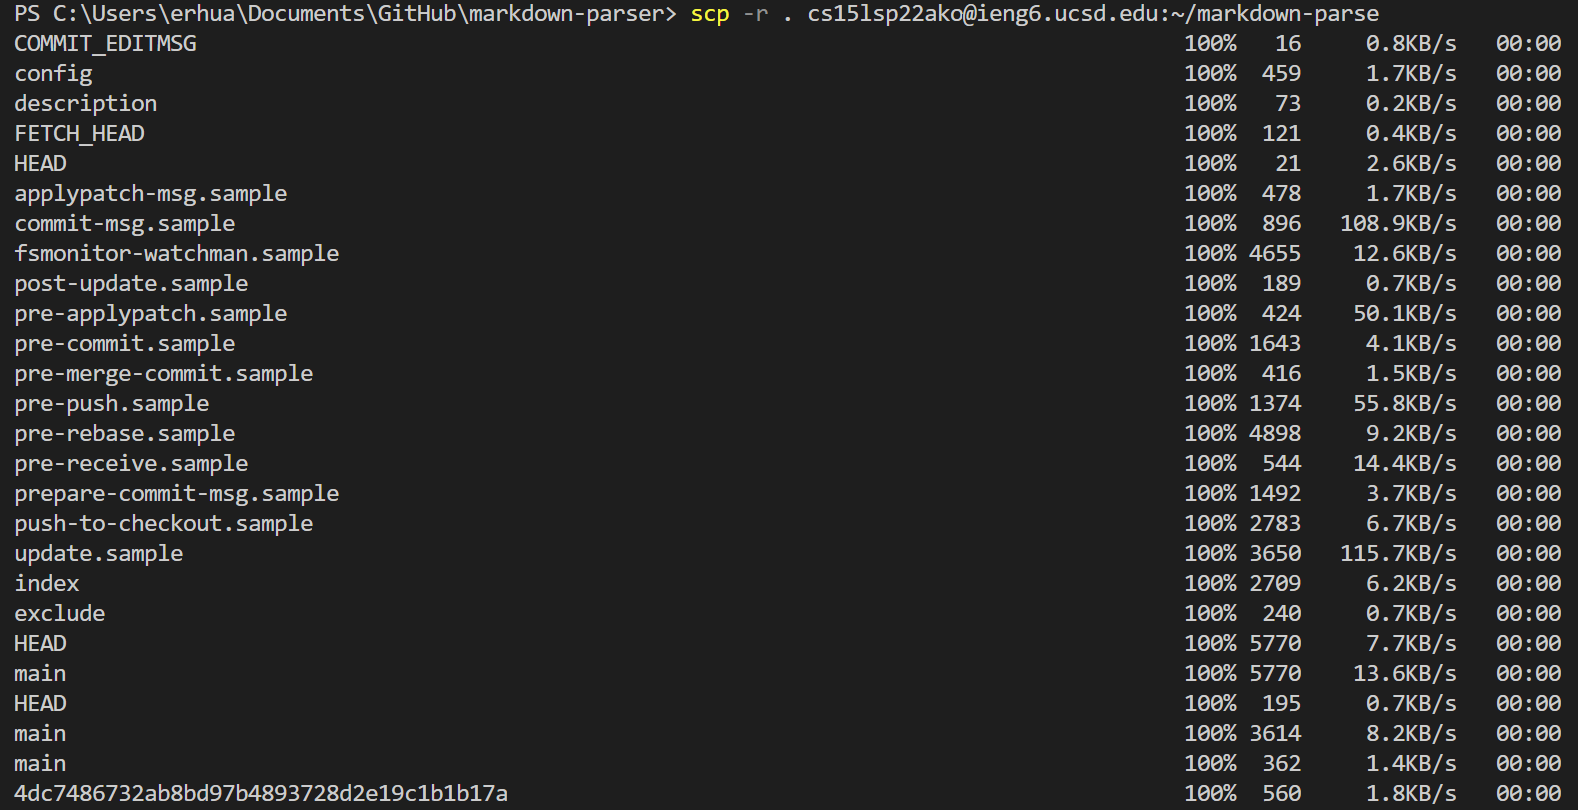 PS C:\Users\erhua\Documents\GitHub\markdown-parser> scp -r . cs15lsp22ako@ieng6.ucsd.edu:~/markdown-parse
COMMIT_EDITMSG 100% 16 0.8KB/s 00:00
config 100% 459 1.7KB/s 00:00
description 100% 73 0.2KB/s 00:00
FETCH_HEAD 100% 121 0.4KB/s 00:00
HEAD 100% 21 2.6KB/s 00:00
applypatch-msg.sample 100% 478 1.7KB/s 00:00
commit-msg.sample 100% 896 108.9KB/s 00:00
fsmonitor-watchman.sample 100% 4655 12.6KB/s 00:00
post-update.sample 100% 189 0.7KB/s 00:00
pre-applypatch.sample 100% 424 50.1KB/s 00:00
pre-commit.sample 100% 1643 4.1KB/s 00:00
pre-merge-commit.sample 100% 416 1.5KB/s 00:00
pre-push.sample 100% 1374 55.8KB/s 00:00
pre-rebase.sample 100% 4898 9.2KB/s 00:00
pre-receive.sample 100% 544 14.4KB/s 00:00
prepare-commit-msg.sample 100% 1492 3.7KB/s 00:00
push-to-checkout.sample 100% 2783 6.7KB/s 00:00
update.sample 100% 3650 115.7KB/s 00:00
index 100% 2709 6.2KB/s 00:00
exclude 100% 240 0.7KB/s 00:00
HEAD 100% 5770 7.7KB/s 00:00
main 100% 5770 13.6KB/s 00:00
HEAD 100% 195 0.7KB/s 00:00
main 100% 3614 8.2KB/s 00:00
main 100% 362 1.4KB/s 00:00
4dc7486732ab8bd97b4893728d2e19c1b1b17a 100% 560 1.8KB/s 00:00